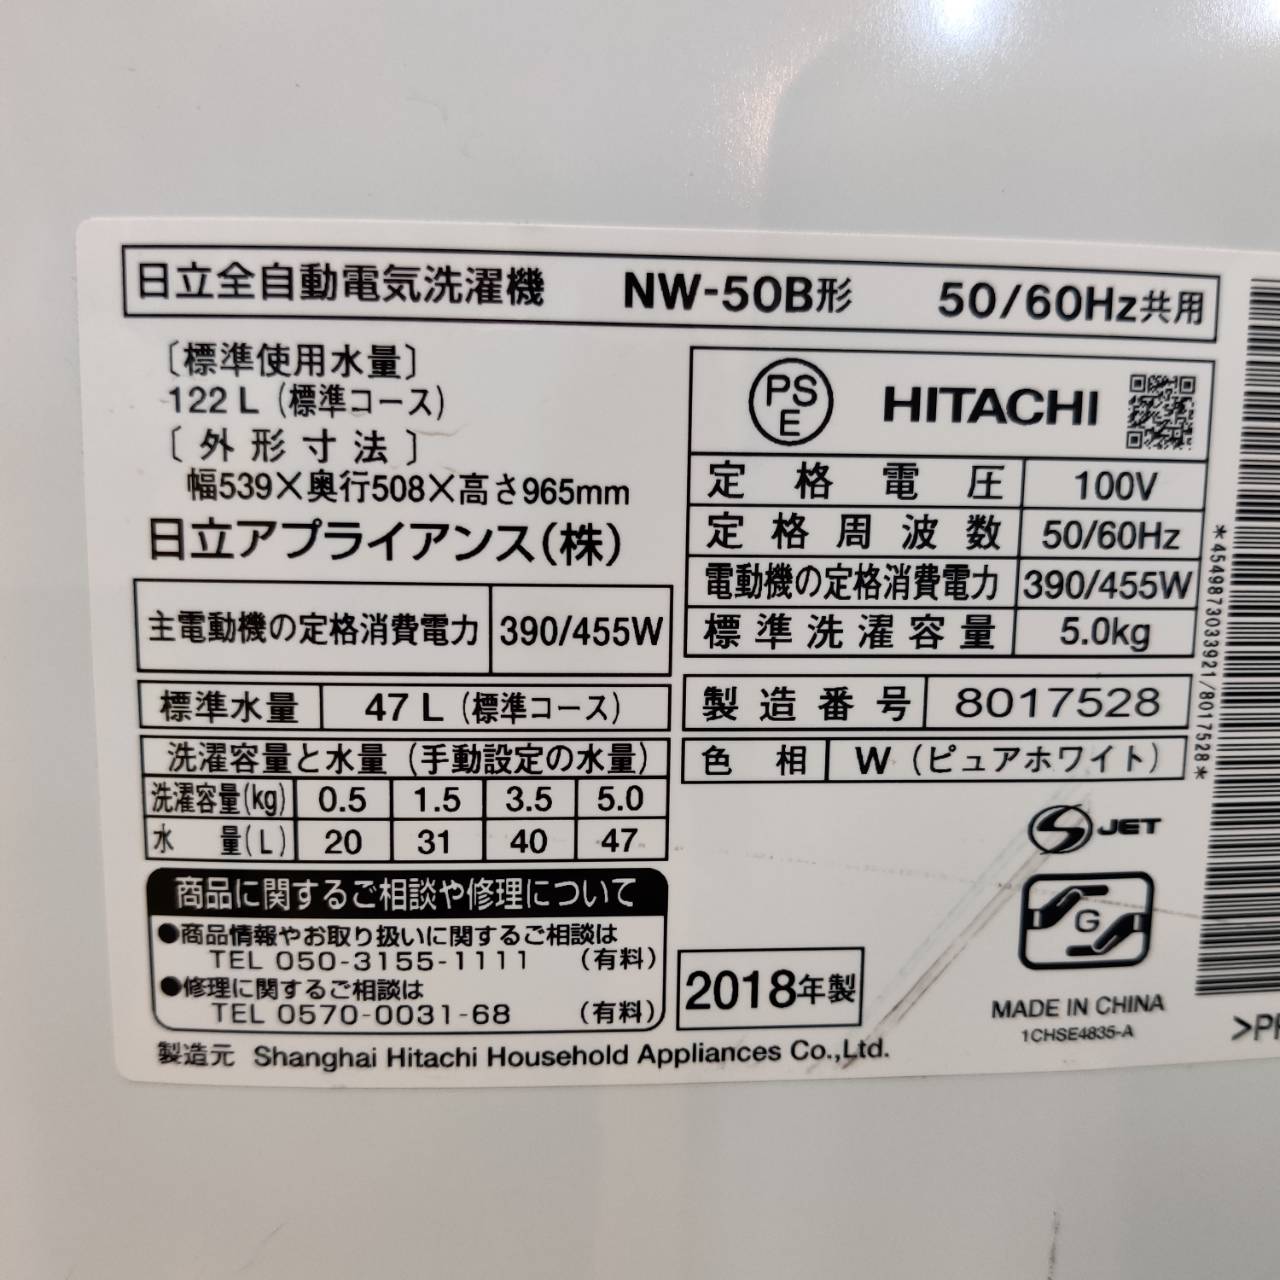 日立全自動電気洗濯機 NW-50B形 50/60Hz共用
〔標準使用水量〕
122L（標準コース）
〔外形寸法〕
幅539×奥行508×高さ965mm
日立アプライアンス(株)
主電動機の定格消費電力 390/455W
標準水量 47L（標準コース）
洗濯容量と水量（手動設定の水量）
洗濯容量(kg) 0.5 1.5 3.5 5.0
水量(L) 20 31 40 47
商品に関するご相談や修理について
●商品情報やお取り扱いに関するご相談は
TEL 050-3155-1111 （有料）
●修理に関するご相談は
TEL 0570-0031-68 （有料）
製造元 Shanghai Hitachi Household Appliances Co.,Ltd.
PS
E
HITACHI
定格電圧 100V
定格周波数 50/60Hz
電動機の定格消費電力 390/455W
標準洗濯容量 5.0kg
製造番号 8017528
色相 W（ピュアホワイト）
S JET
G
2018年製
MADE IN CHINA
1CHSE4835-A
*4549873033921/8017528*